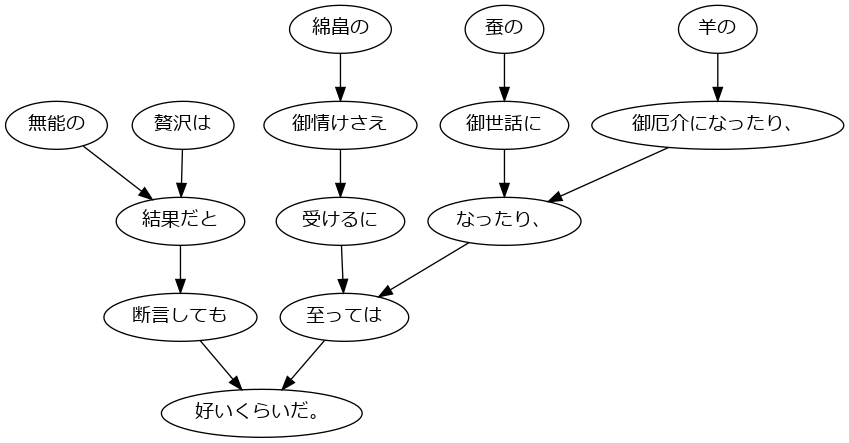 綿畠の
蚕の
羊の
無能の
贅沢は
御情けさえ
御世話に
御厄介になったり、
結果だと
受けるに
なったり、
断言しても
至っては
好いくらいだ。